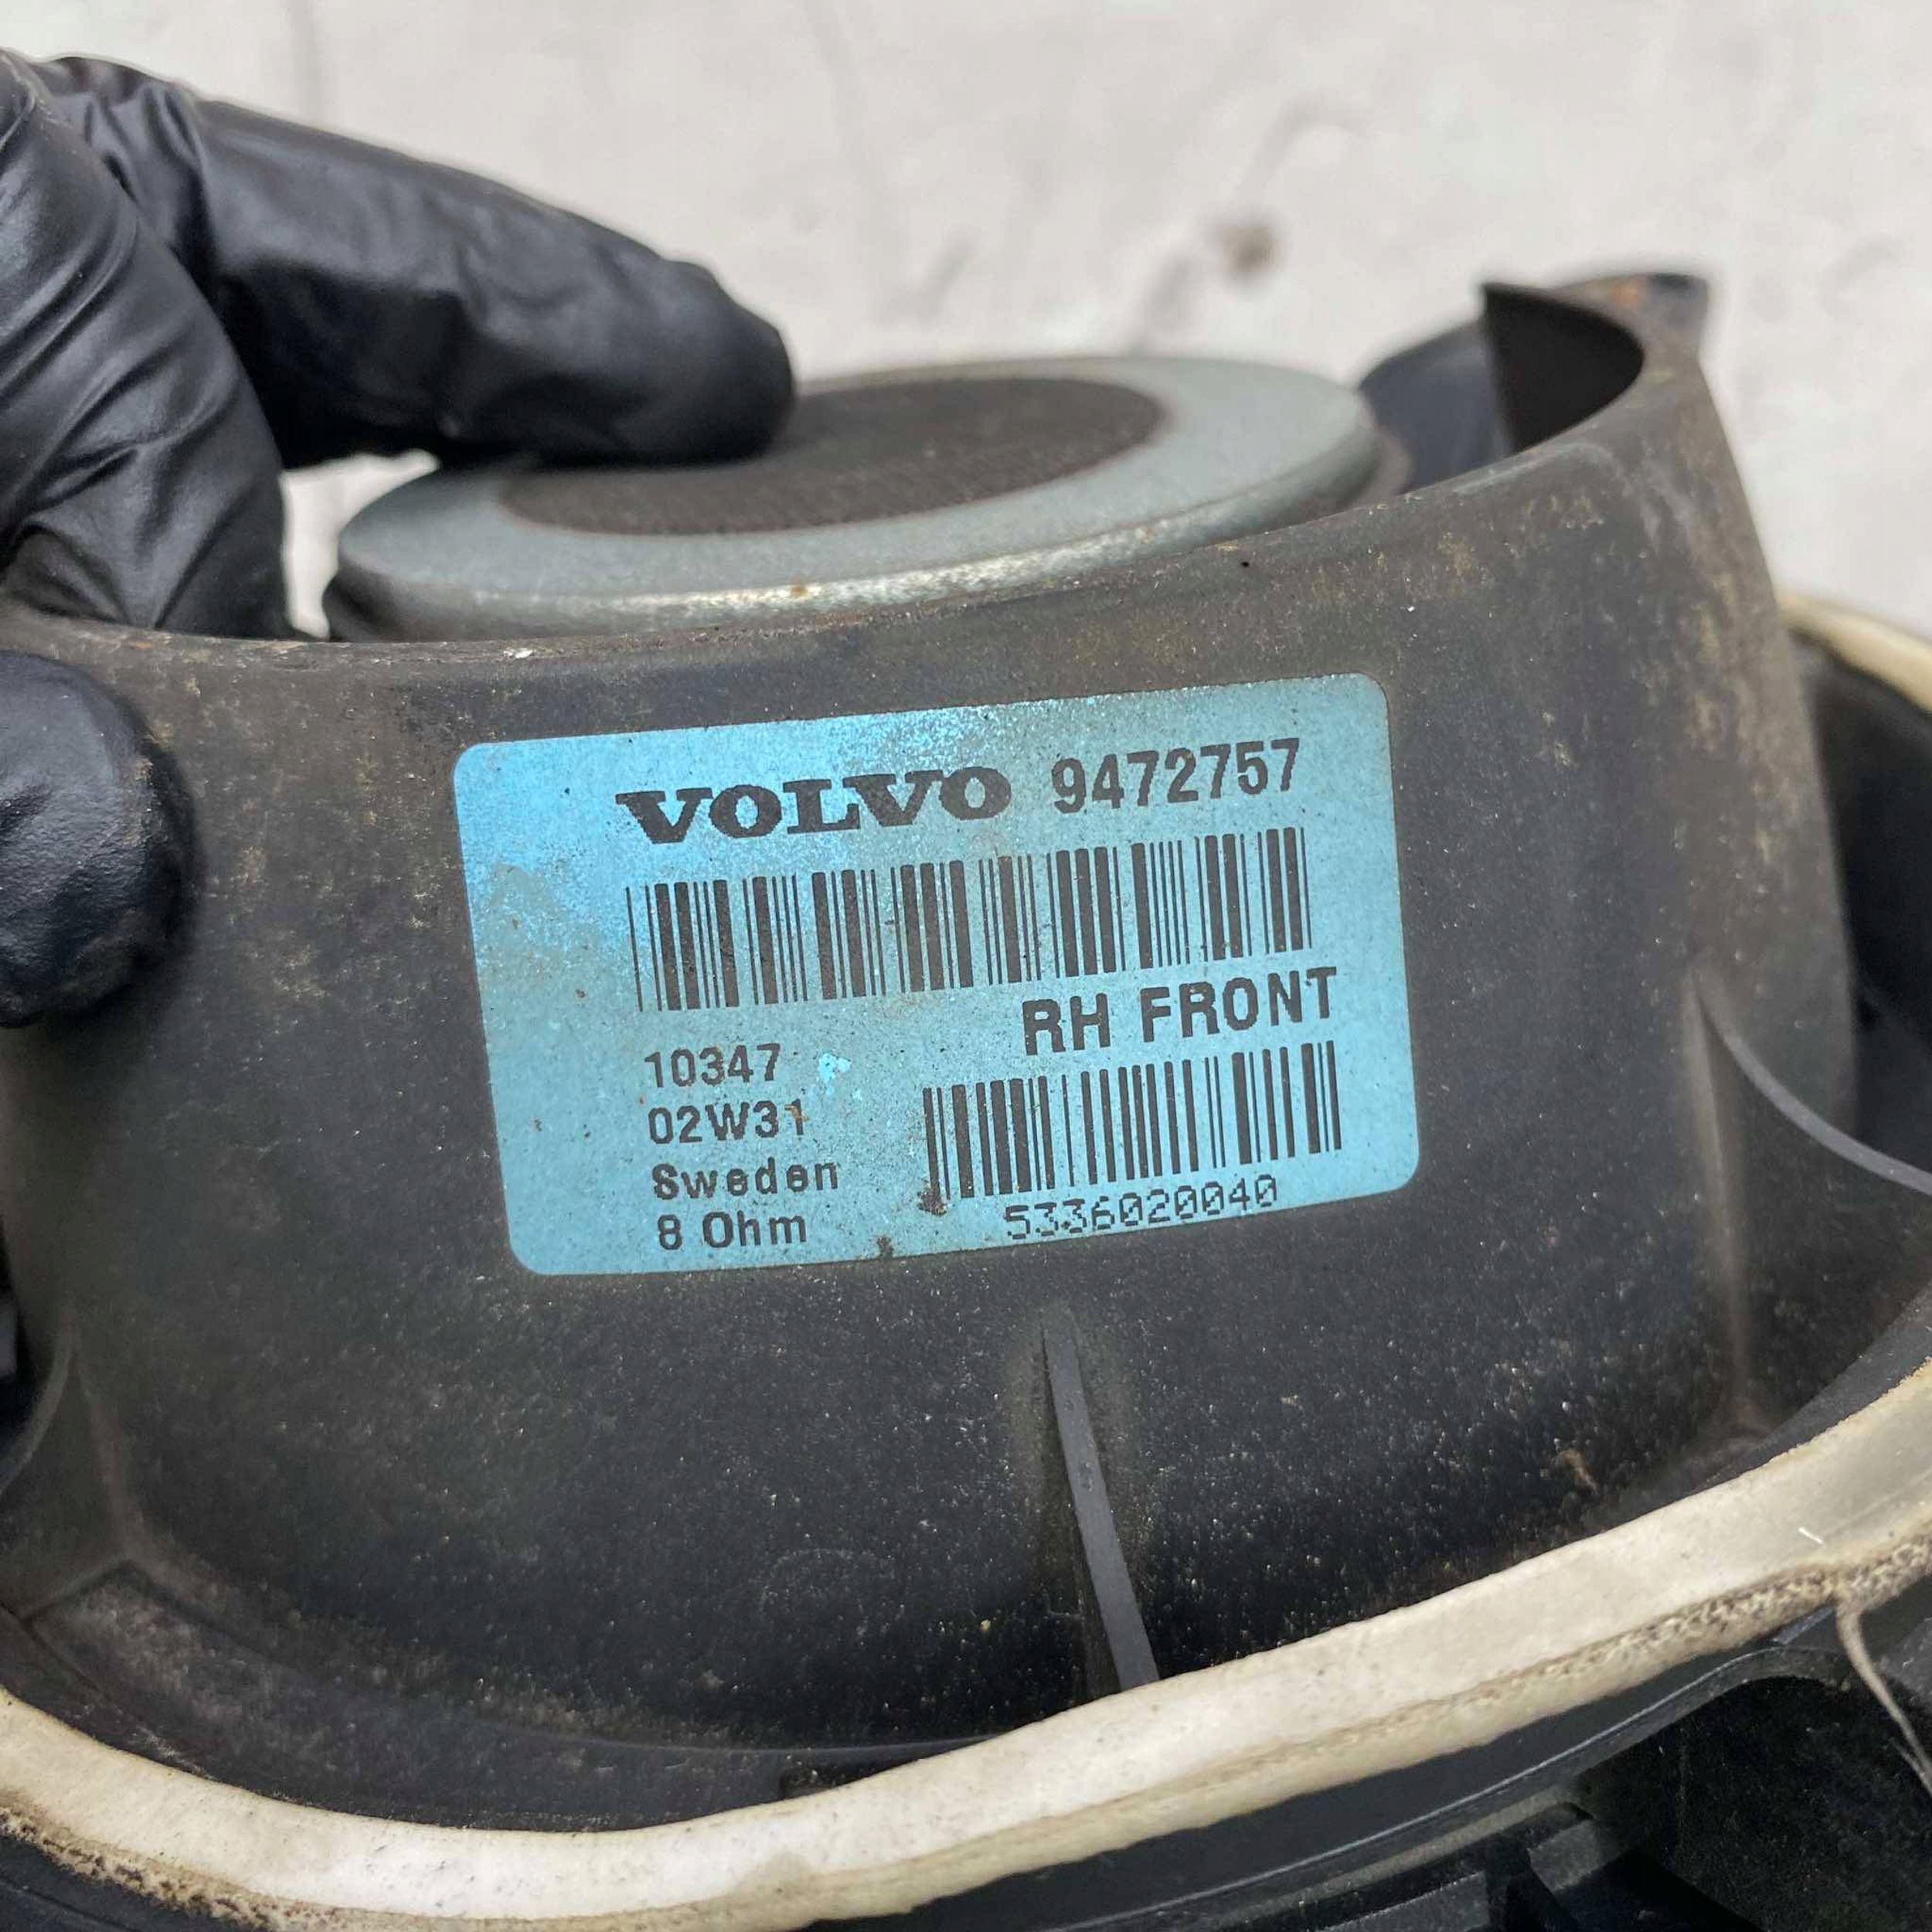 VOLVO 9472757
RH FRONT
10347
02W31
Sweden
8 Ohm
5336020040